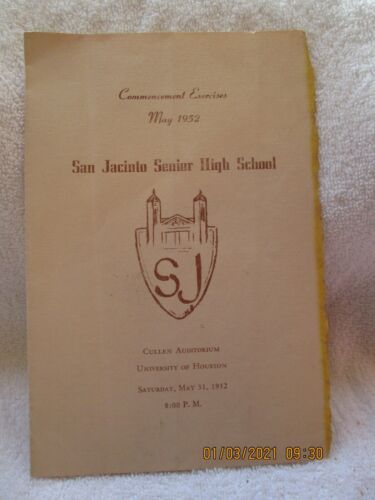 Commencement Exercises
May 1952
San Jacinto Senior High School
SJ
Cullen Auditorium
University of Houston
Saturday, May 31, 1952
8:00 P. M.
01/03/2021 09:30